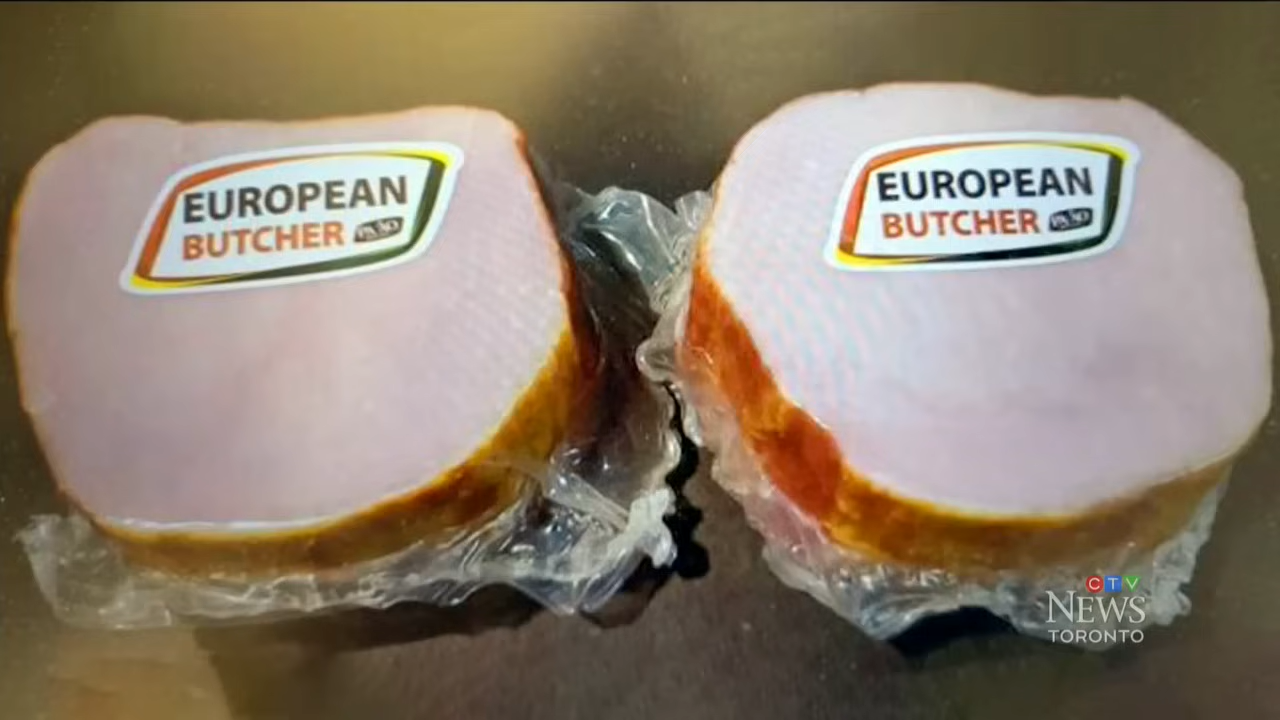 EUROPEAN
BUTCHER
EUROPEAN
BUTCHER
CTV
NEWS
TORONTO